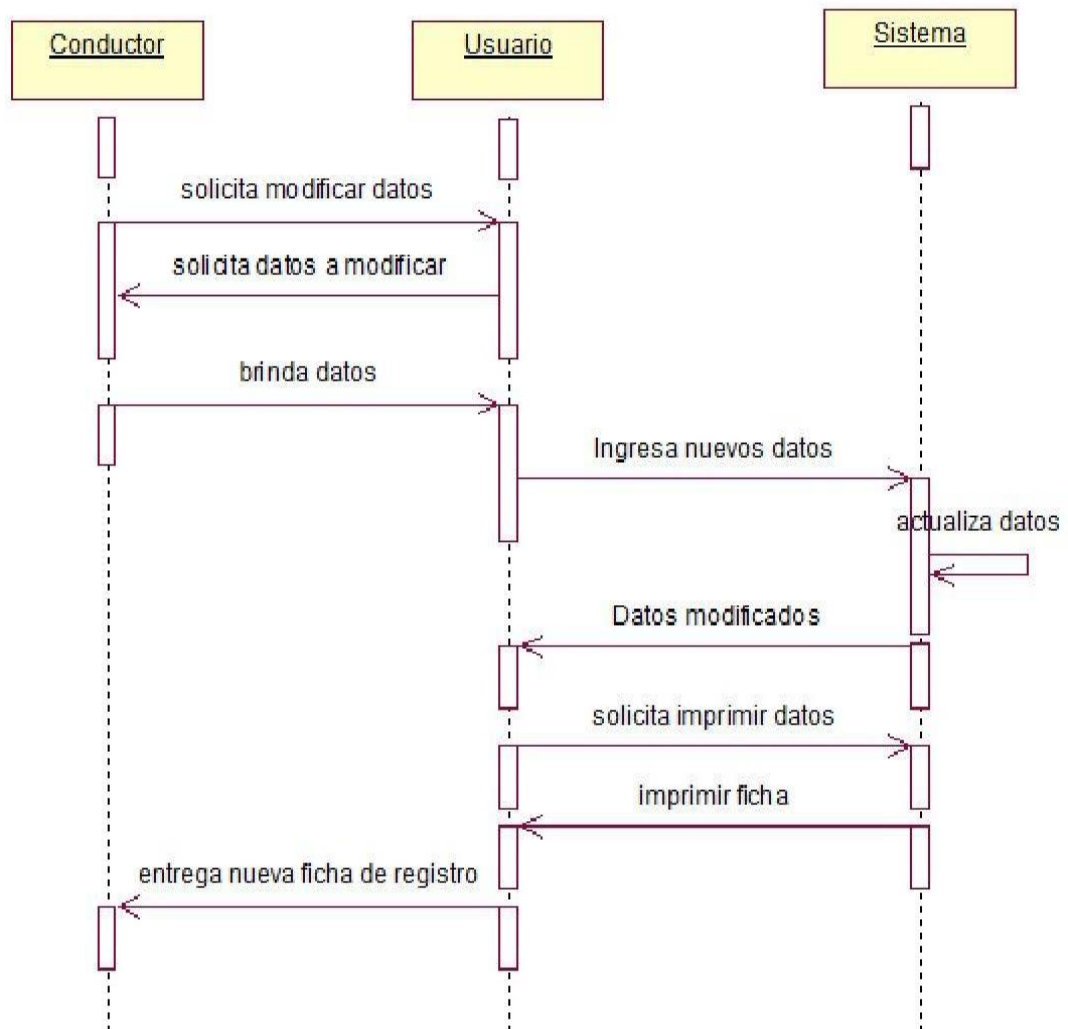 Conductor
Usuario
Sistema
solicita modificar datos
solicita datos a modificar
brinda datos
Ingresa nuevos datos
actualiza datos
Datos modificados
solicita imprimir datos
imprimir ficha
entrega nueva ficha de registro